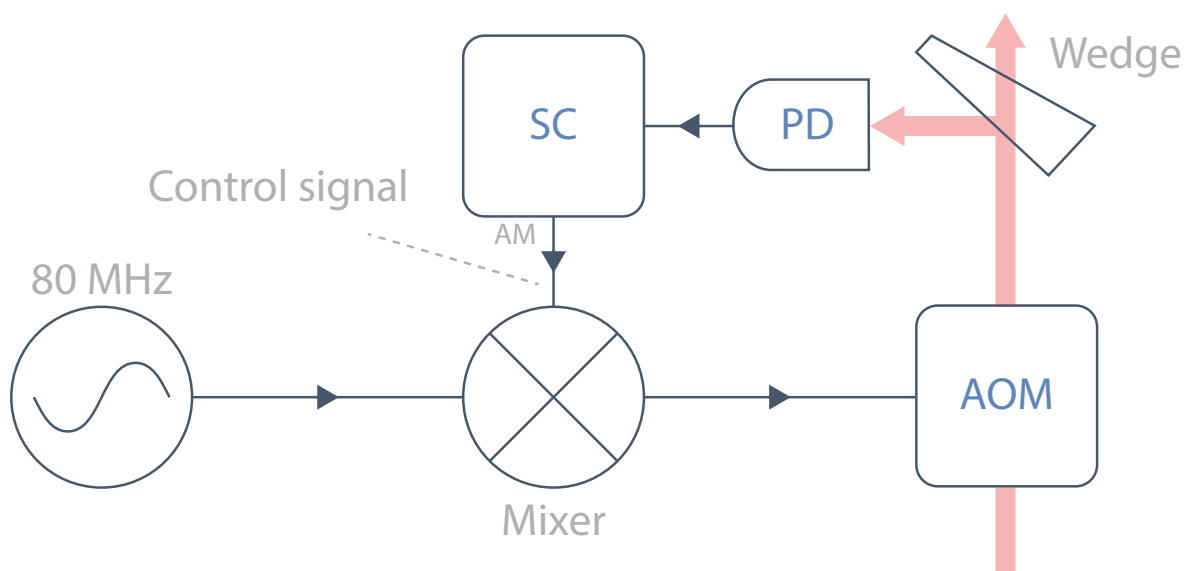 Wedge
SC
PD
Control signal
AM
80 MHz
AOM
Mixer